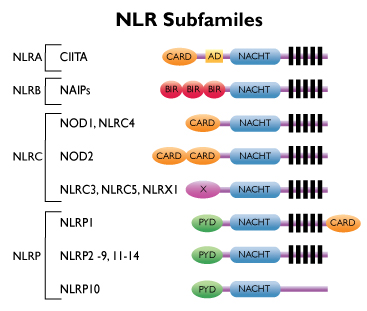 NLR Subfamiles
NLRA CIITA CARD AD NACHT
NLRB NAIPs BIR BIR BIR NACHT
NLRC
NOD1, NLRC4 CARD NACHT
NOD2 CARD CARD NACHT
NLRC3, NLRC5, NLRX1 X NACHT
NLRP
NLRP1 PYD NACHT CARD
NLRP2 -9, 11-14 PYD NACHT
NLRP10 PYD NACHT